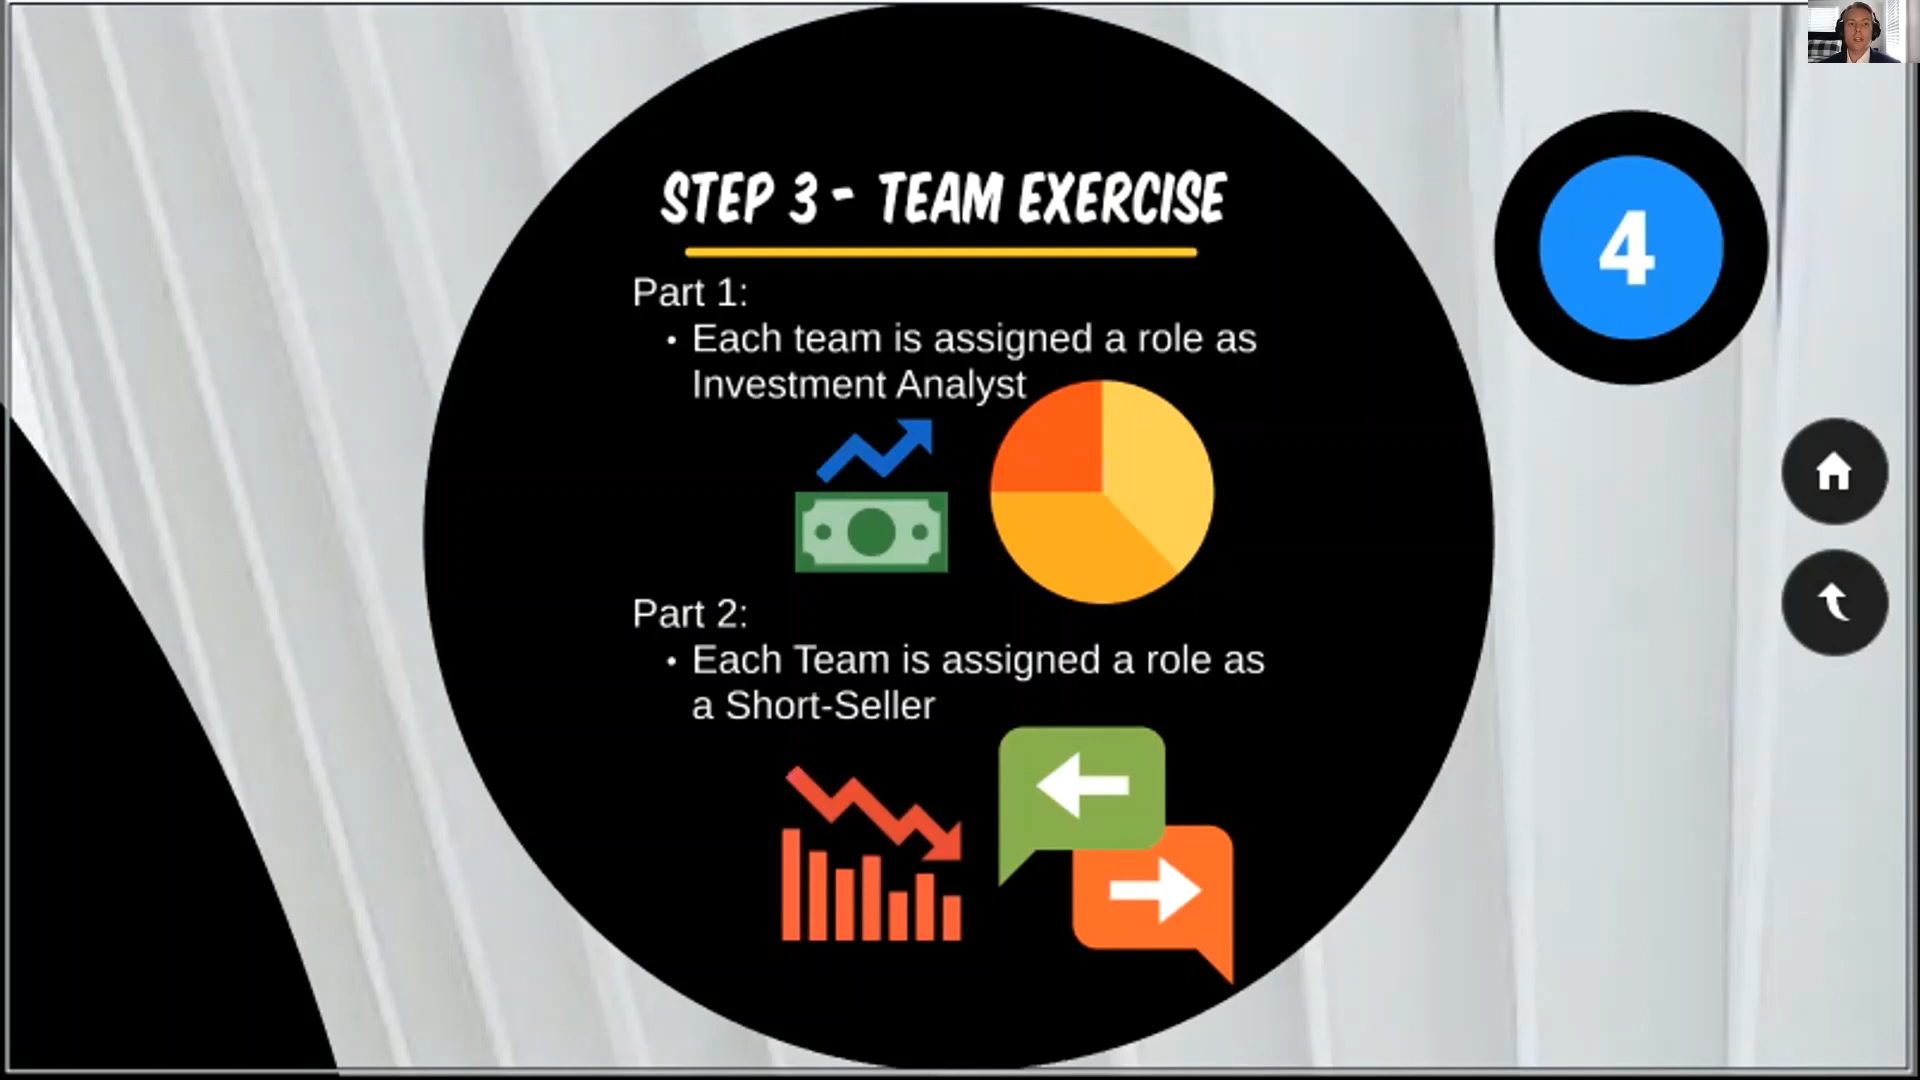 STEP 3 - TEAM EXERCISE
Part 1:
• Each team is assigned a role as
Investment Analyst
Part 2:
• Each Team is assigned a role as
a Short-Seller
4